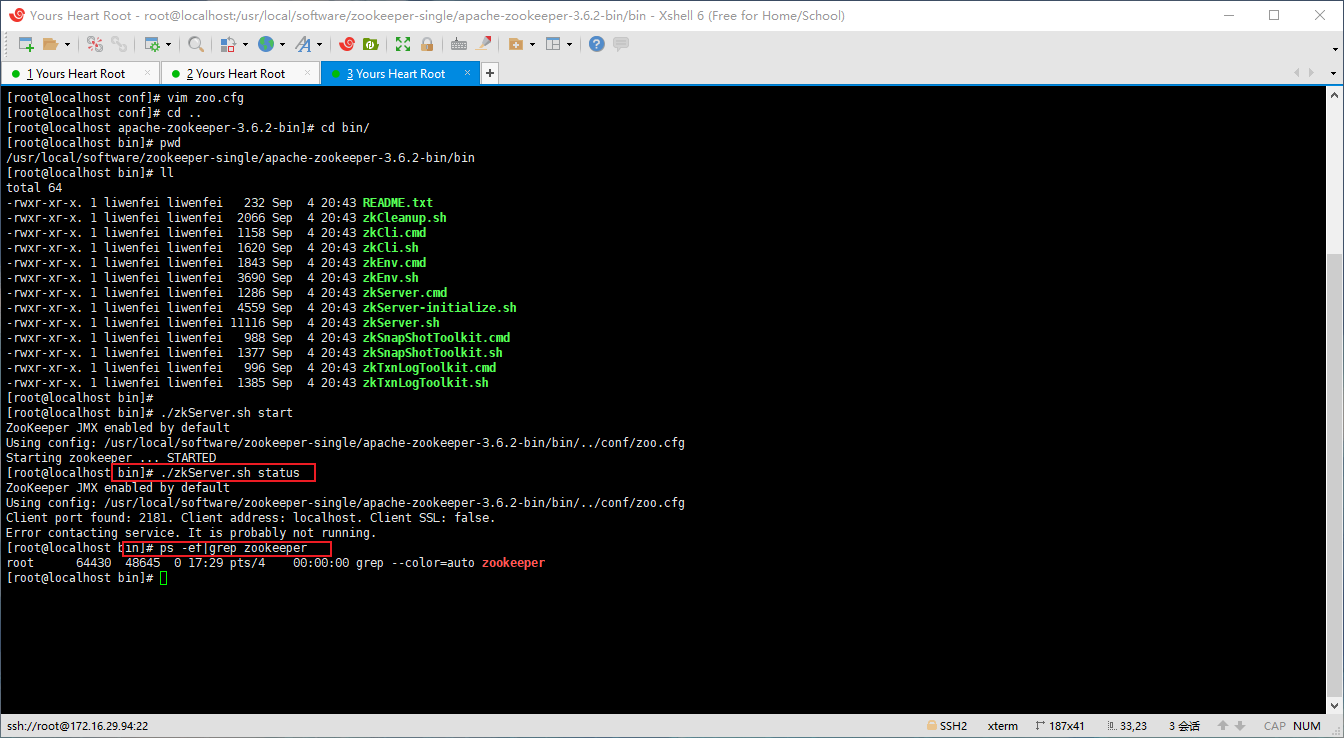 Yours Heart Root - root@localhost:/usr/local/software/zookeeper-single/apache-zookeeper-3.6.2-bin/bin - Xshell 6 (Free for Home/School)
1 Yours Heart Root × 2 Yours Heart Root × 3 Yours Heart Root × +
[root@localhost conf]# vim zoo.cfg
[root@localhost conf]# cd ..
[root@localhost apache-zookeeper-3.6.2-bin]# cd bin/
[root@localhost bin]# pwd
/usr/local/software/zookeeper-single/apache-zookeeper-3.6.2-bin/bin
[root@localhost bin]# ll
total 64
-rwxr-xr-x. 1 liwenfei liwenfei   232 Sep  4 20:43 README.txt
-rwxr-xr-x. 1 liwenfei liwenfei  2066 Sep  4 20:43 zkCleanup.sh
-rwxr-xr-x. 1 liwenfei liwenfei  1158 Sep  4 20:43 zkCli.cmd
-rwxr-xr-x. 1 liwenfei liwenfei  1620 Sep  4 20:43 zkCli.sh
-rwxr-xr-x. 1 liwenfei liwenfei  1843 Sep  4 20:43 zkEnv.cmd
-rwxr-xr-x. 1 liwenfei liwenfei  3690 Sep  4 20:43 zkEnv.sh
-rwxr-xr-x. 1 liwenfei liwenfei  1286 Sep  4 20:43 zkServer.cmd
-rwxr-xr-x. 1 liwenfei liwenfei  4559 Sep  4 20:43 zkServer-initialize.sh
-rwxr-xr-x. 1 liwenfei liwenfei 11116 Sep  4 20:43 zkServer.sh
-rwxr-xr-x. 1 liwenfei liwenfei   988 Sep  4 20:43 zkSnapShotToolkit.cmd
-rwxr-xr-x. 1 liwenfei liwenfei  1377 Sep  4 20:43 zkSnapShotToolkit.sh
-rwxr-xr-x. 1 liwenfei liwenfei   996 Sep  4 20:43 zkTxnLogToolkit.cmd
-rwxr-xr-x. 1 liwenfei liwenfei  1385 Sep  4 20:43 zkTxnLogToolkit.sh
[root@localhost bin]#
[root@localhost bin]# ./zkServer.sh start
ZooKeeper JMX enabled by default
Using config: /usr/local/software/zookeeper-single/apache-zookeeper-3.6.2-bin/bin/../conf/zoo.cfg
Starting zookeeper ... STARTED
[root@localhost bin]# ./zkServer.sh status
ZooKeeper JMX enabled by default
Using config: /usr/local/software/zookeeper-single/apache-zookeeper-3.6.2-bin/bin/../conf/zoo.cfg
Client port found: 2181. Client address: localhost. Client SSL: false.
Error contacting service. It is probably not running.
[root@localhost bin]# ps -ef|grep zookeeper
root      64430  48645  0 17:29 pts/4    00:00:00 grep --color=auto zookeeper
[root@localhost bin]#
ssh://root@172.16.29.94:22 SSH2 xterm 187x41 33,23 3 会话 CAP NUM